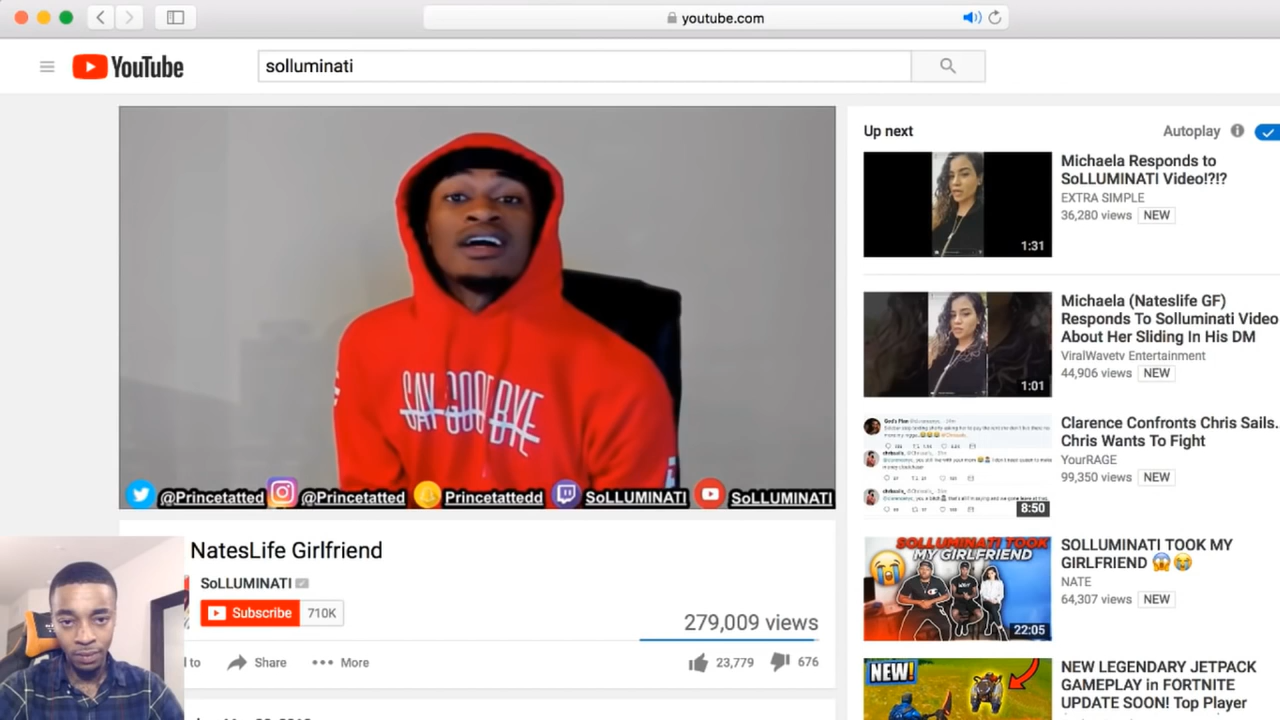 youtube.com
YouTube
solluminati
SAY GOODBYE
@Princetatted
@Princetatted
Princetattedd
SoLLUMINATI
SoLLUMINATI
NatesLife Girlfriend
SoLLUMINATI
Subscribe
710K
279,009 views
Share
More
23,779
676
Up next
Autoplay
Michaela Responds to
SoLLUMINATI Video!?!?
EXTRA SIMPLE
36,280 views
NEW
1:31
Michaela (Nateslife GF)
Responds To Solluminati Video
About Her Sliding In His DM
ViralWavetv Entertainment
44,906 views
NEW
1:01
Clarence Confronts Chris Sails..
Chris Wants To Fight
YourRAGE
99,350 views
NEW
8:50
SOLLUMINATI TOOK
MY GIRLFRIEND
22:05
SOLLUMINATI TOOK MY
GIRLFRIEND 😱😭
NATE
64,307 views
NEW
NEW!
NEW LEGENDARY JETPACK
GAMEPLAY in FORTNITE
UPDATE SOON! Top Player